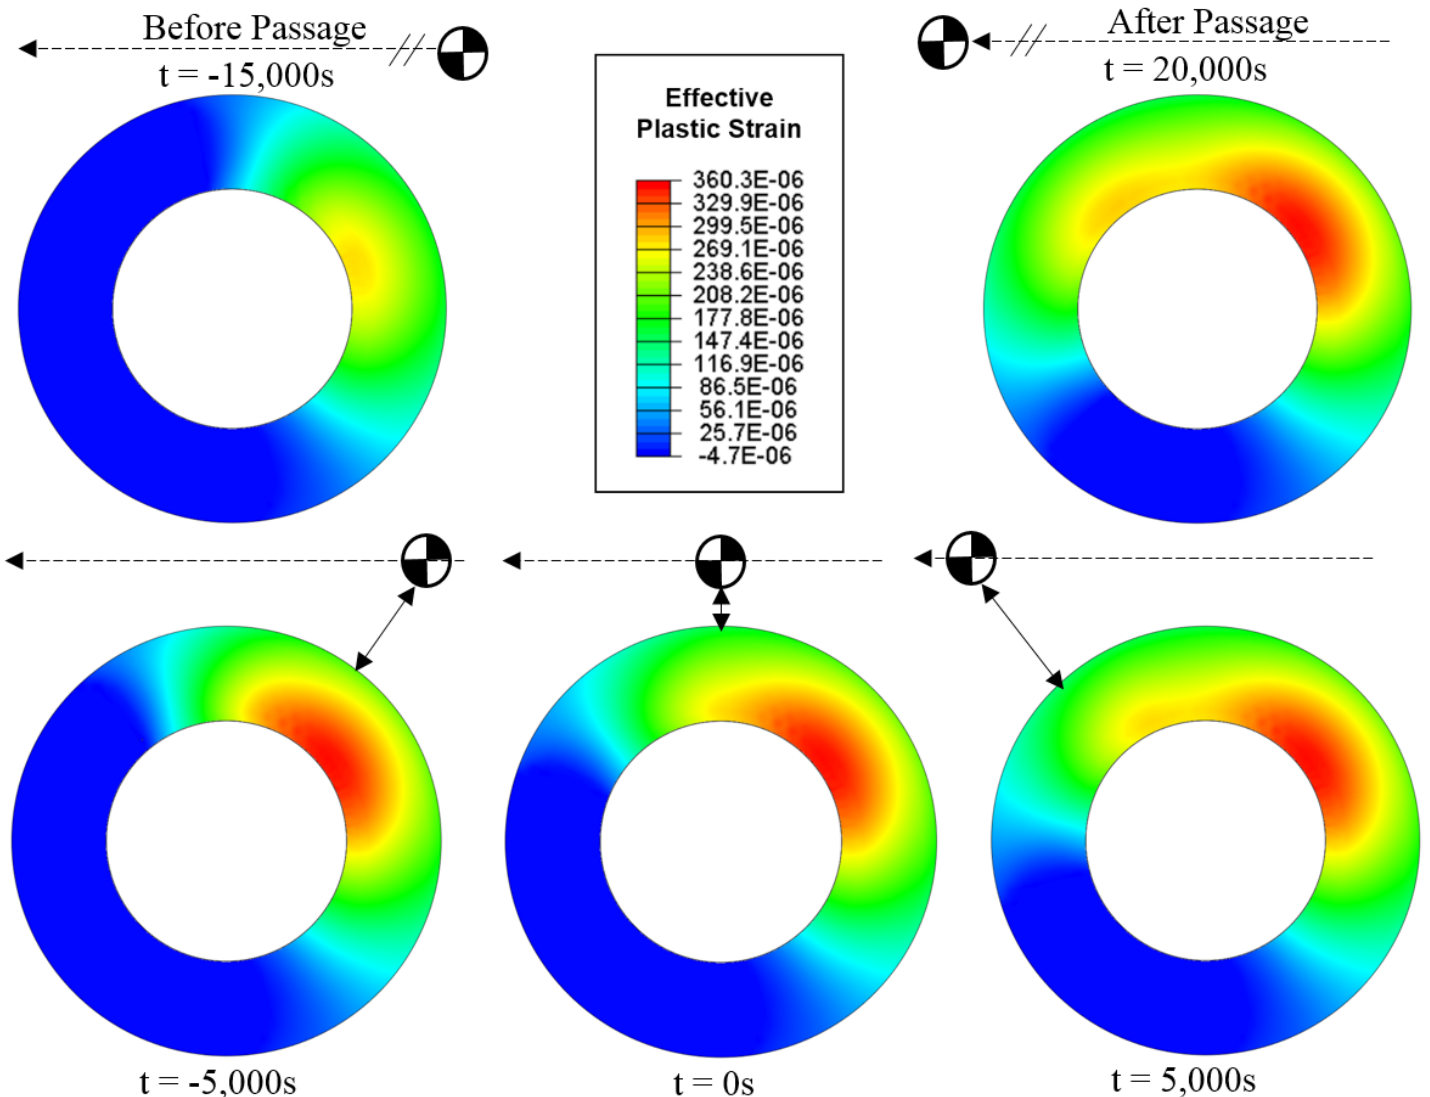 Before Passage
t = -15,000s
After Passage
t = 20,000s
Effective
Plastic Strain
360.3E-06
329.9E-06
299.5E-06
269.1E-06
238.6E-06
208.2E-06
177.8E-06
147.4E-06
116.9E-06
86.5E-06
56.1E-06
25.7E-06
-4.7E-06
t = -5,000s
t = 0s
t = 5,000s